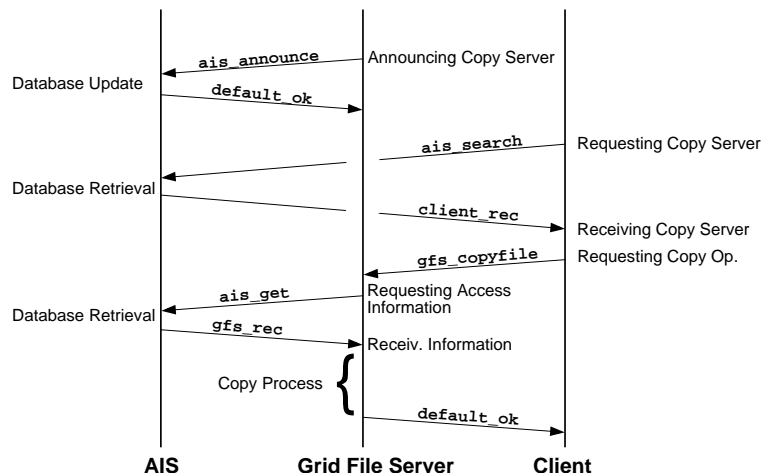 ais_announce
Announcing Copy Server
Database Update
default_ok
ais_search
Requesting Copy Server
Database Retrieval
client_rec
Receiving Copy Server
gfs_copyfile
Requesting Copy Op.
ais_get
Requesting Access
Information
Database Retrieval
gfs_rec
Receiv. Information
Copy Process
default_ok
AIS
Grid File Server
Client